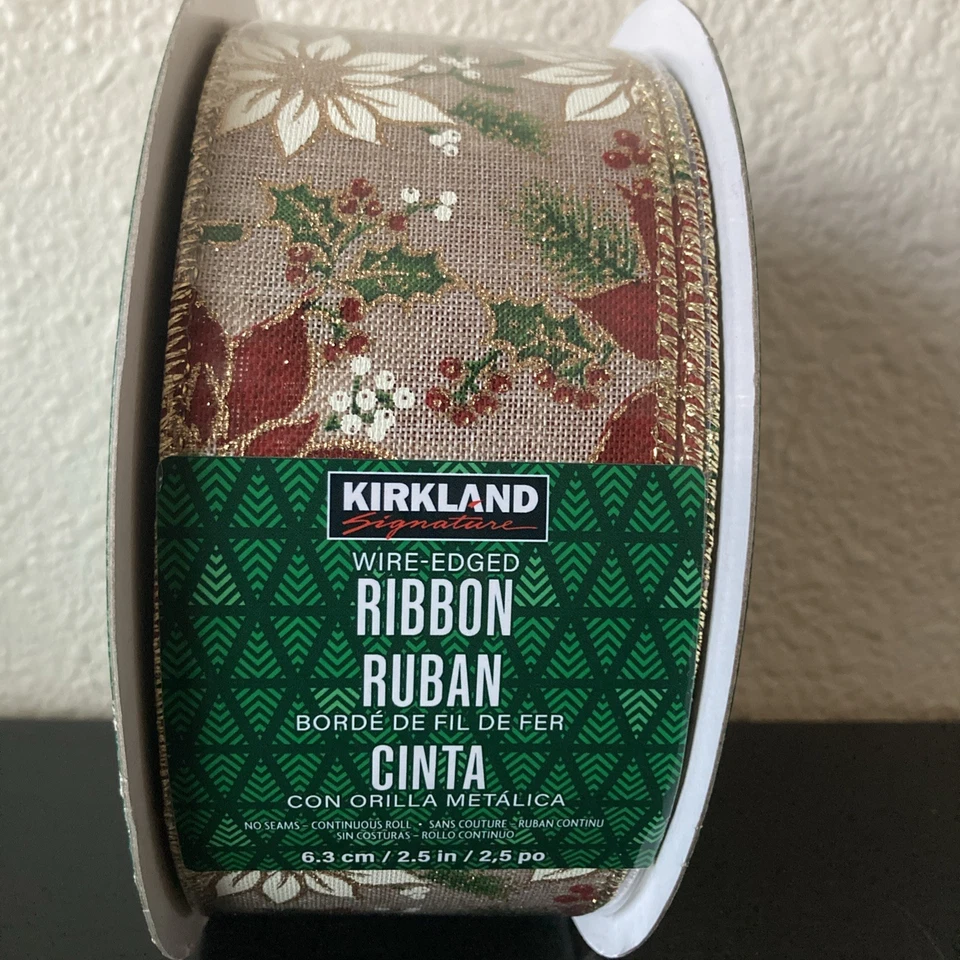 KIRKLAND
Signature
WIRE-EDGED
RIBBON
RUBAN
BORDÉ DE FIL DE FER
CINTA
CON ORILLA METÁLICA
NO SEAMS – CONTINUOUS ROLL • SANS COUTURE – RUBAN CONTINU
SIN COSTURAS – ROLLO CONTINUO
6.3 cm / 2.5 in / 2,5 po